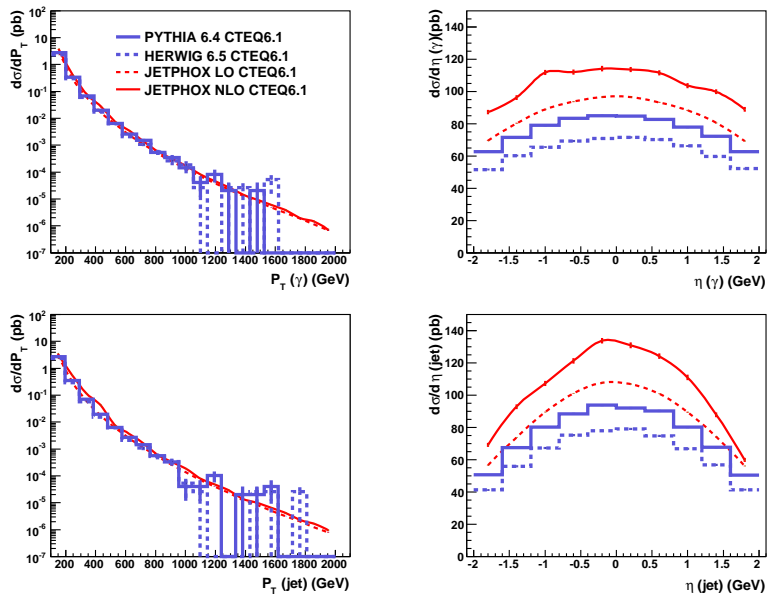 dσ/dP_T (pb)
10²
10
1
10⁻¹
10⁻²
10⁻³
10⁻⁴
10⁻⁵
10⁻⁶
10⁻⁷
PYTHIA 6.4 CTEQ6.1
HERWIG 6.5 CTEQ6.1
JETPHOX LO CTEQ6.1
JETPHOX NLO CTEQ6.1
200 400 600 800 1000 1200 1400 1600 1800 2000
P_T (γ) (GeV)
dσ/dη (γ)(pb)
140
120
100
80
60
40
20
0
-2 -1.5 -1 -0.5 0 0.5 1 1.5 2
η (γ) (GeV)
dσ/dP_T (pb)
10²
10
1
10⁻¹
10⁻²
10⁻³
10⁻⁴
10⁻⁵
10⁻⁶
10⁻⁷
200 400 600 800 1000 1200 1400 1600 1800 2000
P_T (jet) (GeV)
dσ/dη (jet) (pb)
140
120
100
80
60
40
20
0
-2 -1.5 -1 -0.5 0 0.5 1 1.5 2
η (jet) (GeV)